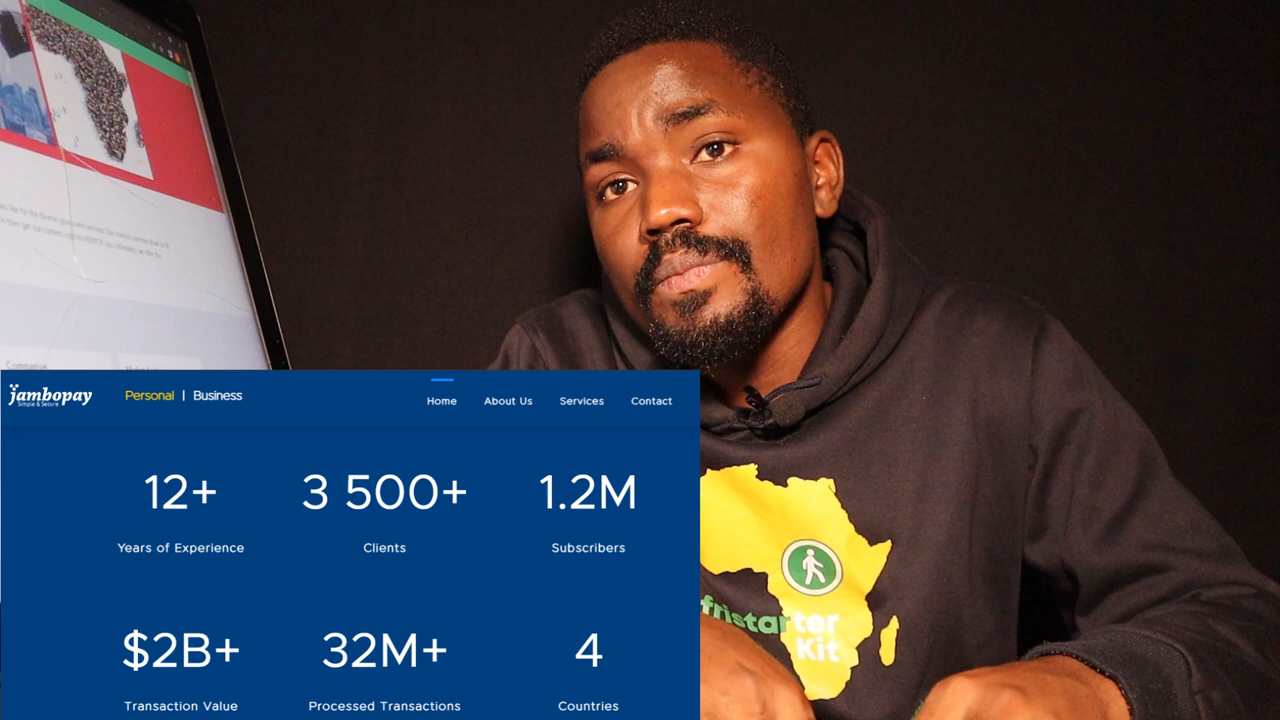 jambopay
Simple & Secure
Personal | Business
Home
About Us
Services
Contact
12+
3 500+
1.2M
Years of Experience
Clients
Subscribers
$2B+
32M+
4
Transaction Value
Processed Transactions
Countries
fristarter
Kit